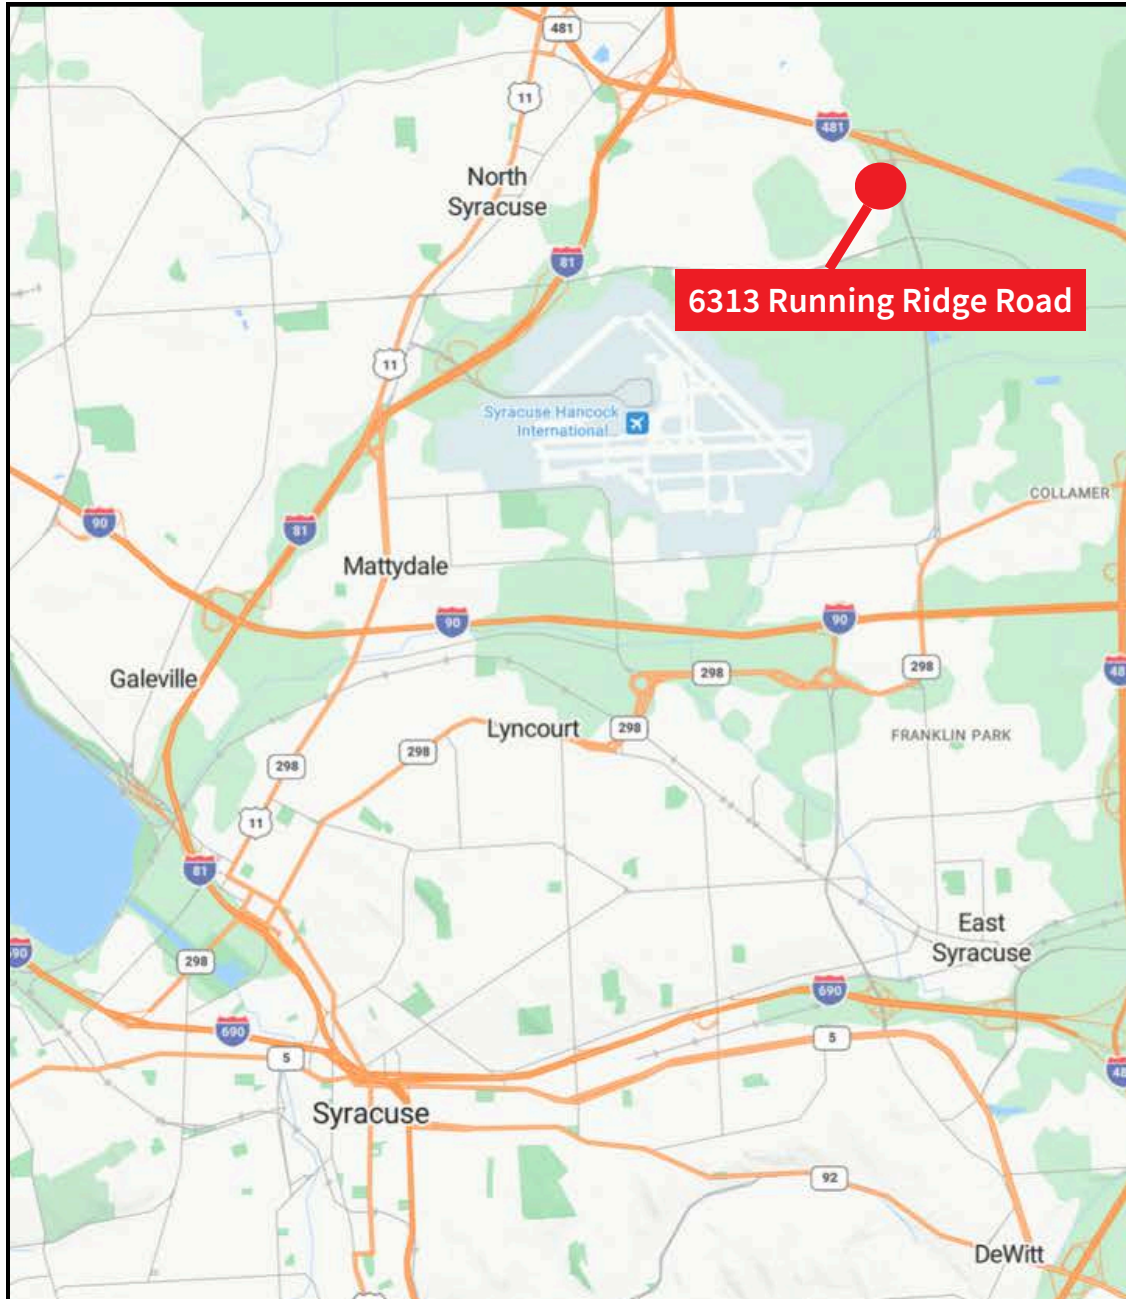 481
11
481
North
Syracuse
81
6313 Running Ridge Road
11
Syracuse Hancock
International...
COLLAMER
90
81
Mattydale
90
90
298
298
Galeville
48
298
Lyncourt
298
FRANKLIN PARK
298
11
81
East
Syracuse
90
298
690
690
5
5
48
Syracuse
92
DeWitt